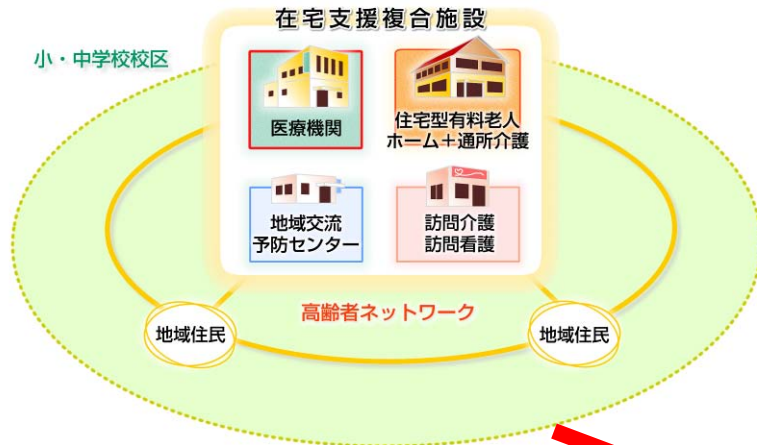 在宅支援複合施設
小・中学校校区
医療機関
住宅型有料老人
ホーム＋通所介護
地域交流
予防センター
訪問介護
訪問看護
高齢者ネットワーク
地域住民
地域住民